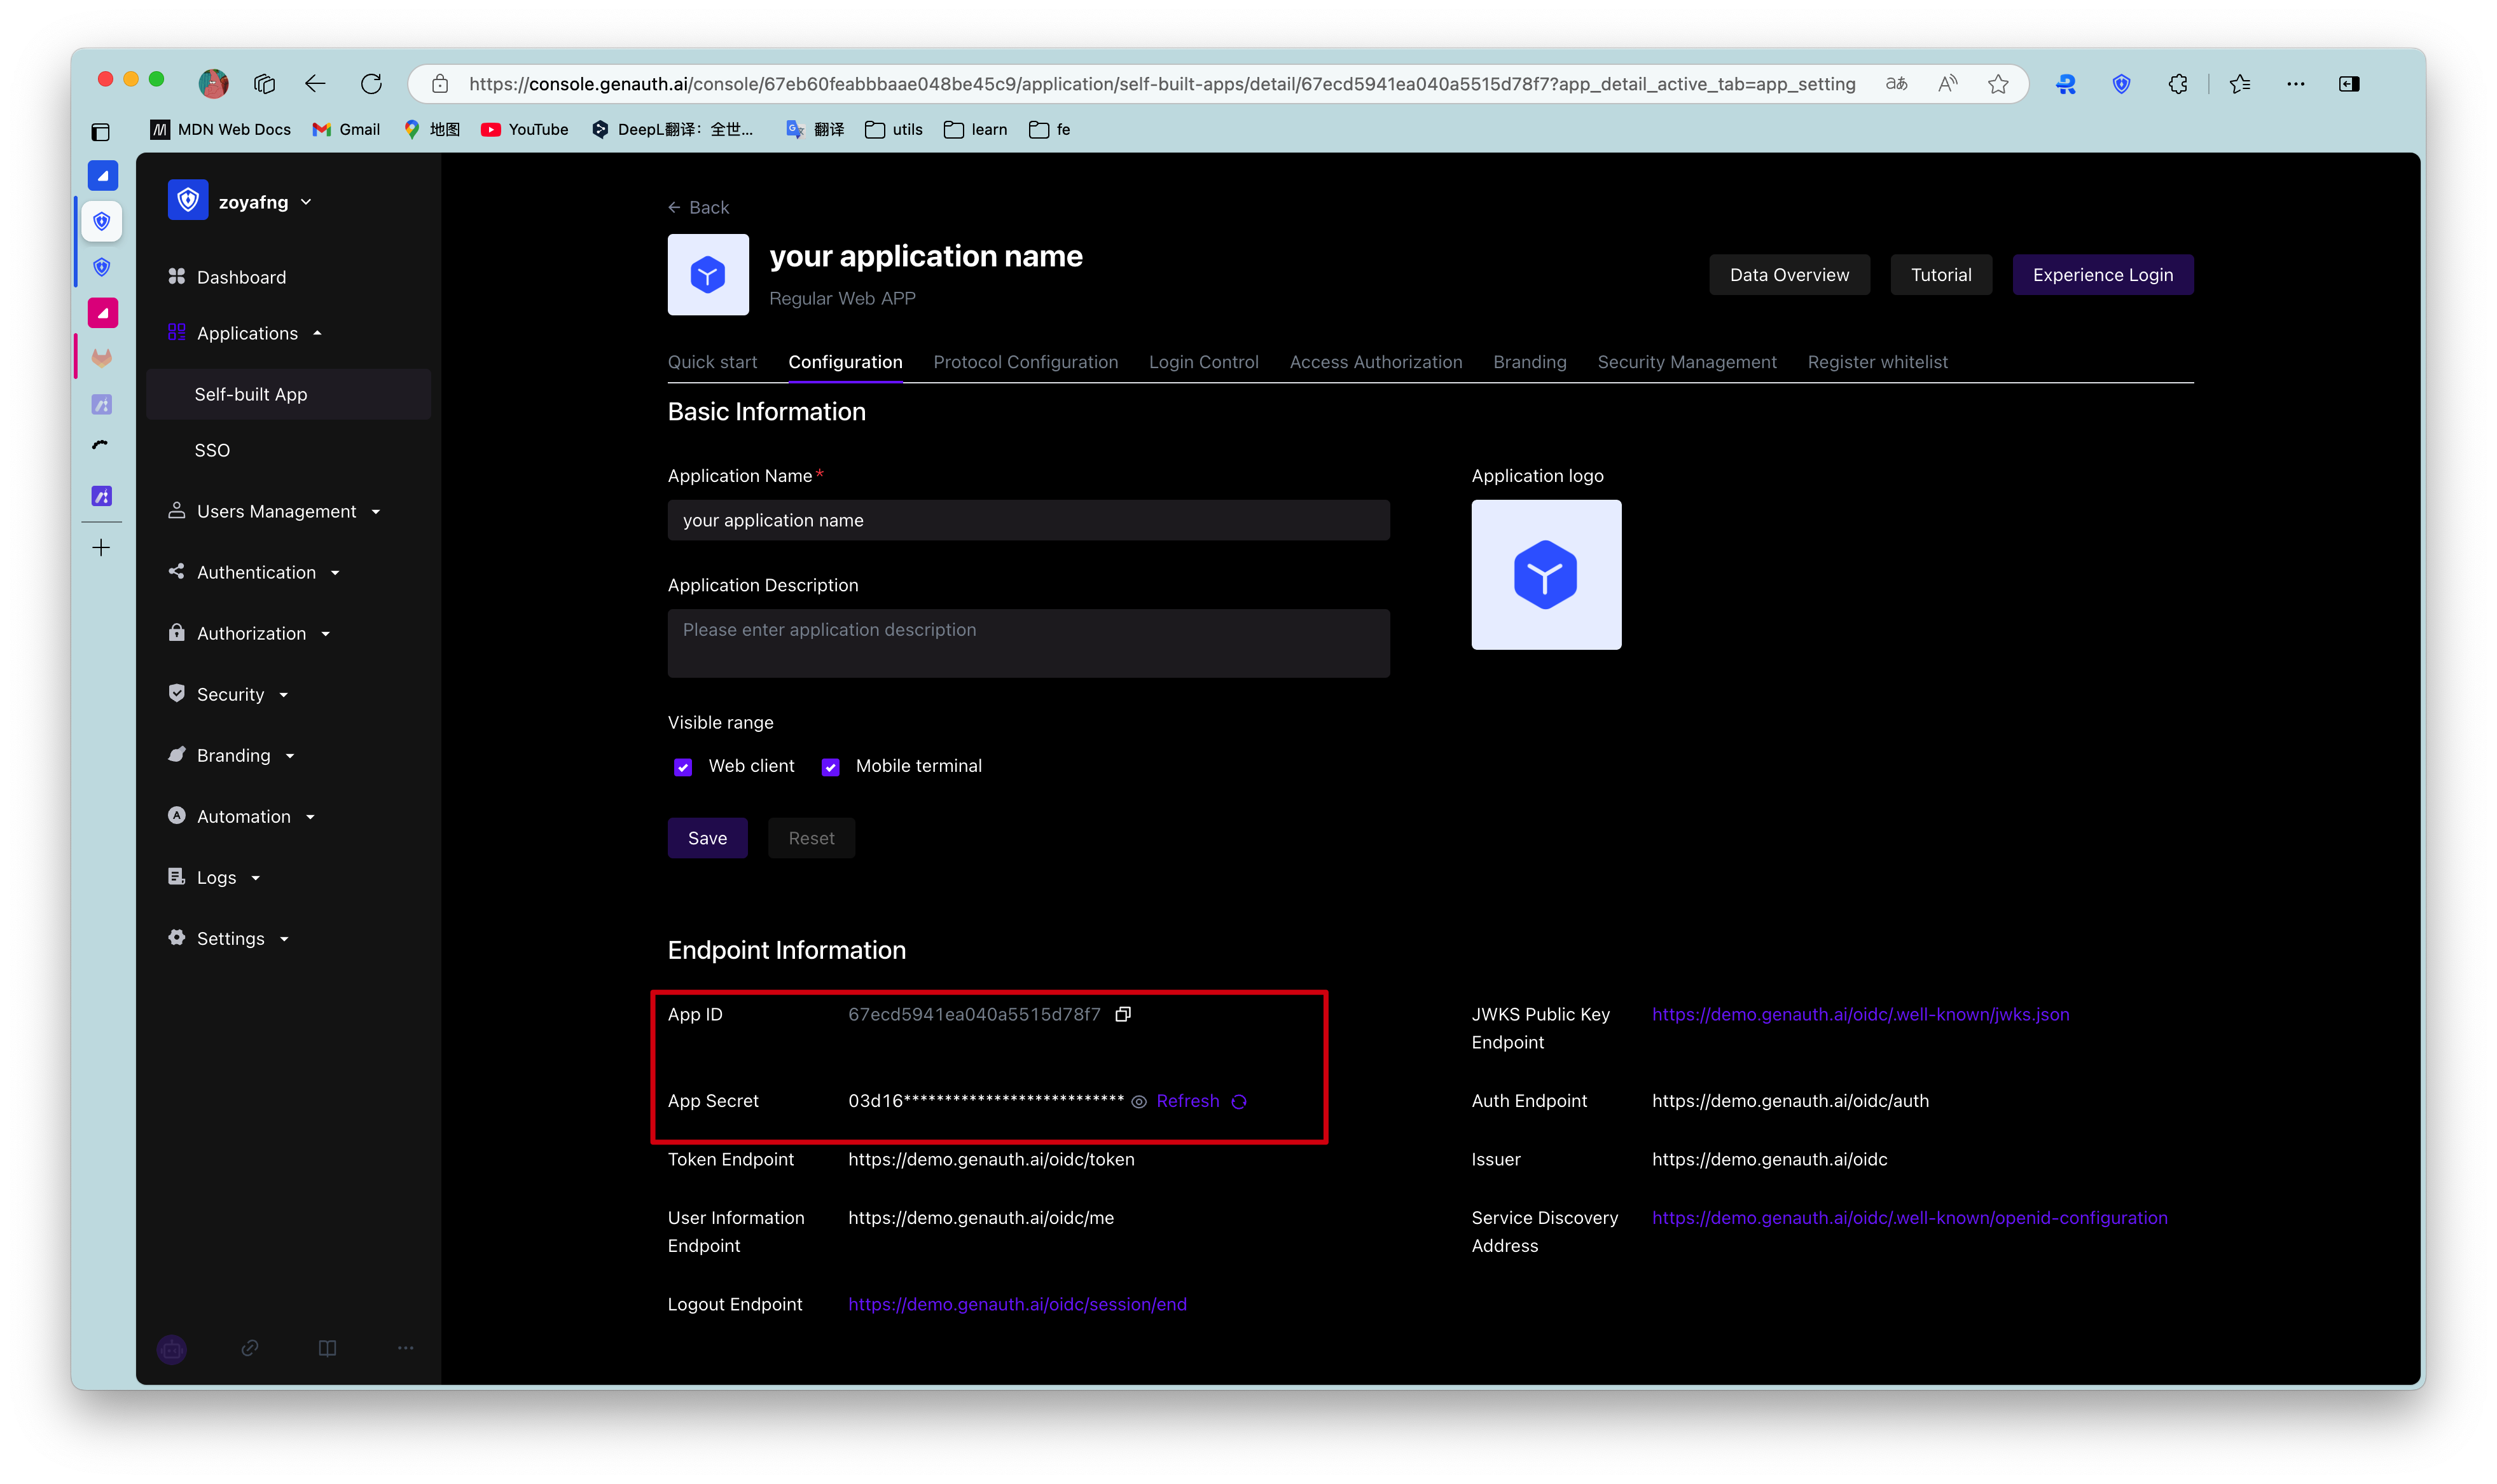 https://console.genauth.ai/console/67eb60feabbbaae048be45c9/application/self-built-apps/detail/67ecd5941ea040a5515d78f7?app_detail_active_tab=app_setting
MDN Web Docs Gmail 地图 YouTube DeepL翻译：全世... 翻译 utils learn fe
zoyafng
Dashboard
Applications
Self-built App
SSO
Users Management
Authentication
Authorization
Security
Branding
Automation
Logs
Settings
Back
your application name
Regular Web APP
Data Overview Tutorial Experience Login
Quick start Configuration Protocol Configuration Login Control Access Authorization Branding Security Management Register whitelist
Basic Information
Application Name*
your application name
Application logo
Application Description
Please enter application description
Visible range
Web client Mobile terminal
Save Reset
Endpoint Information
App ID 67ecd5941ea040a5515d78f7
JWKS Public Key Endpoint https://demo.genauth.ai/oidc/.well-known/jwks.json
App Secret 03d16*************************** Refresh
Auth Endpoint https://demo.genauth.ai/oidc/auth
Token Endpoint https://demo.genauth.ai/oidc/token
Issuer https://demo.genauth.ai/oidc
User Information Endpoint https://demo.genauth.ai/oidc/me
Service Discovery Address https://demo.genauth.ai/oidc/.well-known/openid-configuration
Logout Endpoint https://demo.genauth.ai/oidc/session/end